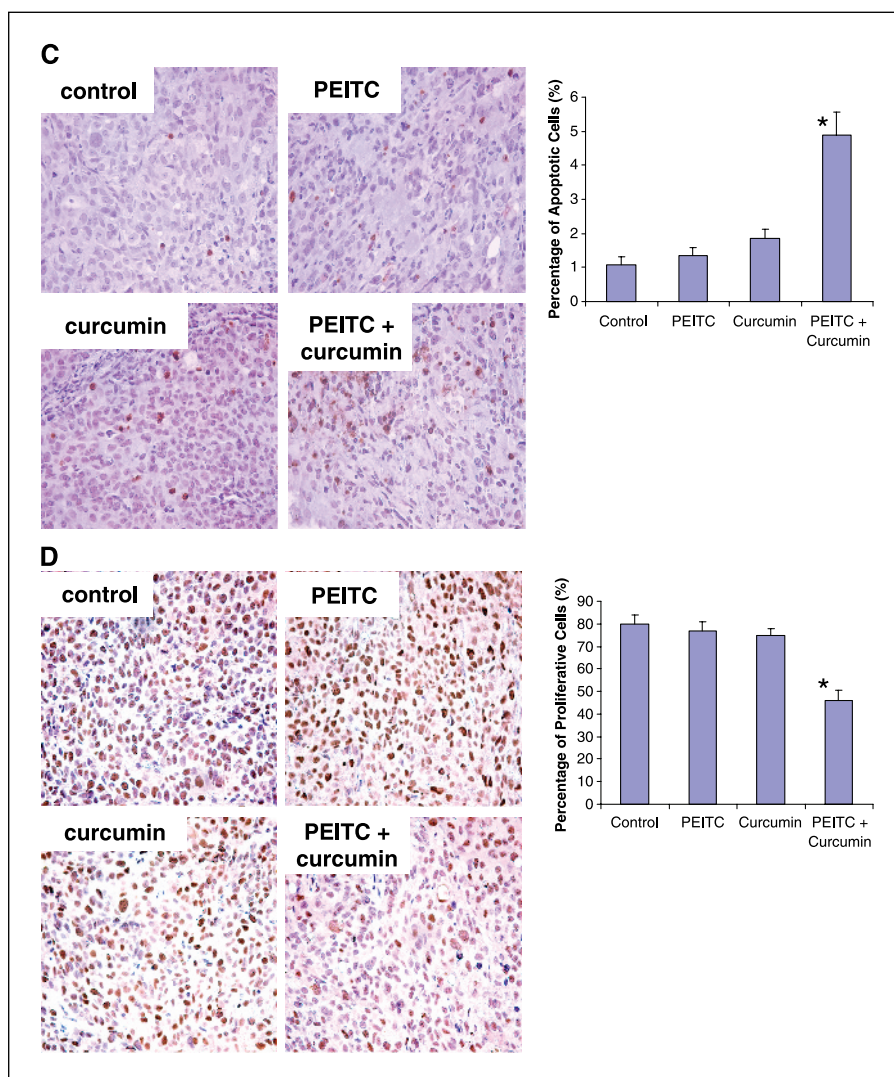 C
control
PEITC
curcumin
PEITC +
curcumin
Percentage of Apoptotic Cells (%)
6
5
4
3
2
1
0
*
Control
PEITC
Curcumin
PEITC +
Curcumin
D
control
PEITC
curcumin
PEITC +
curcumin
Percentage of Proliferative Cells (%)
90
80
70
60
50
40
30
20
10
0
*
Control
PEITC
Curcumin
PEITC +
Curcumin